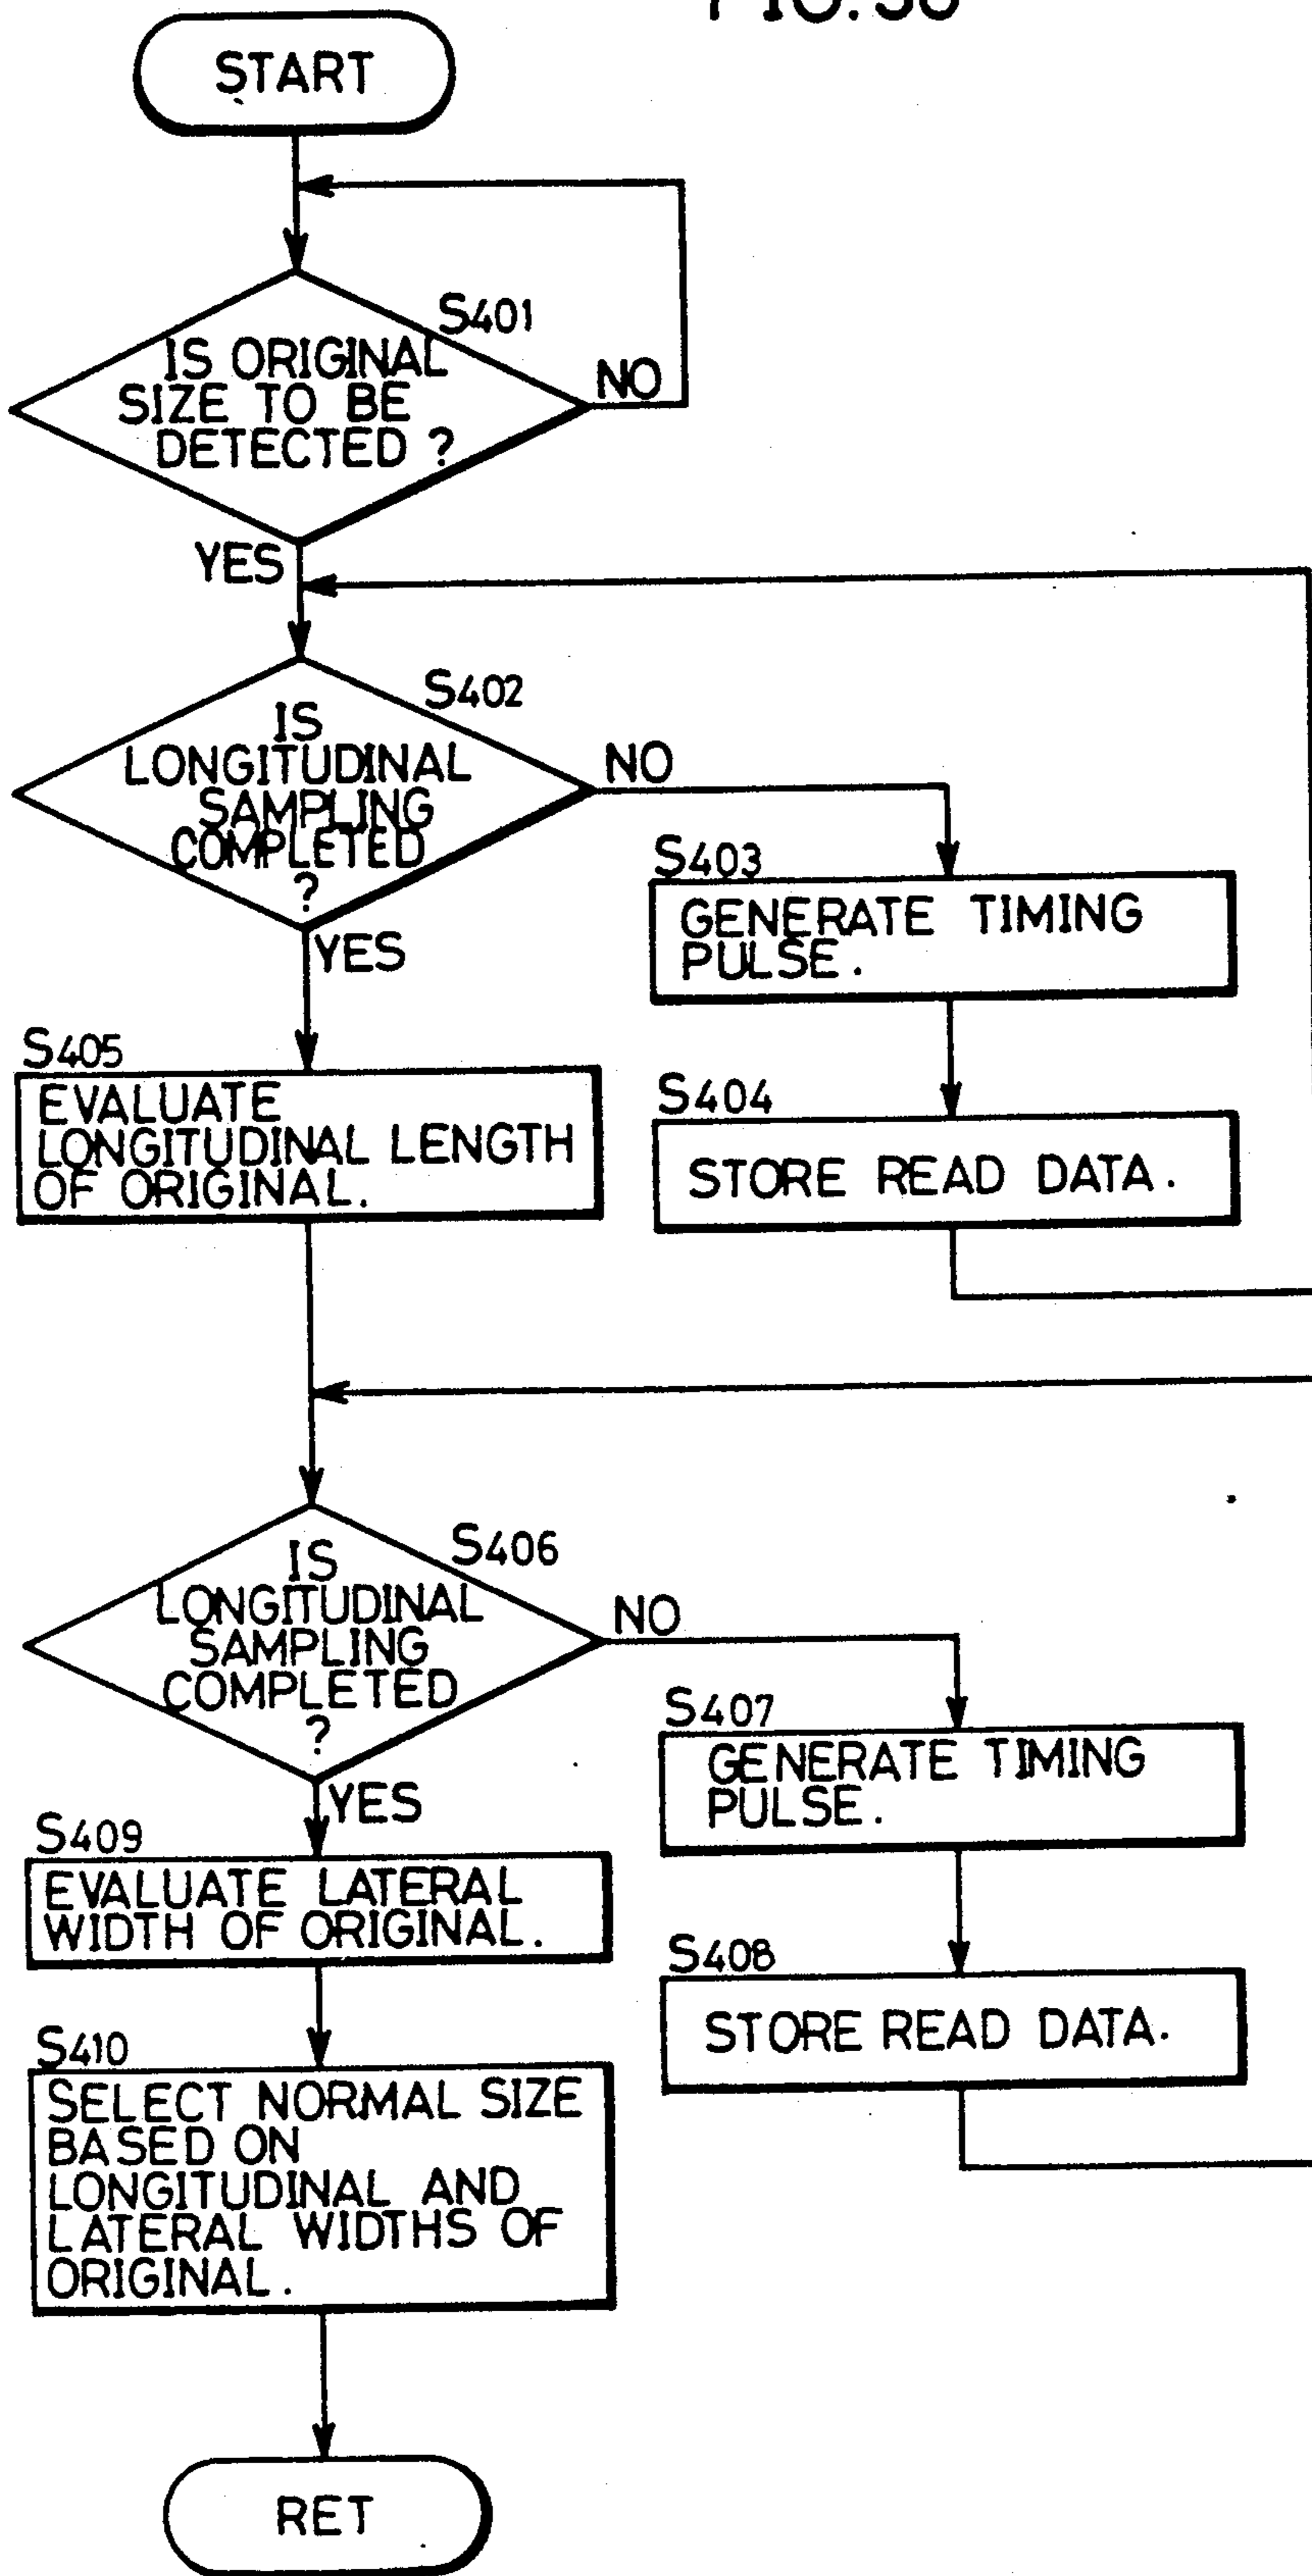 START
S401
IS ORIGINAL
SIZE TO BE
DETECTED ?
NO
YES
S402
IS
LONGITUDINAL
SAMPLING
COMPLETED
?
NO
YES
S403
GENERATE TIMING
PULSE.
S404
STORE READ DATA.
S405
EVALUATE
LONGITUDINAL LENGTH
OF ORIGINAL.
S406
IS
LONGITUDINAL
SAMPLING
COMPLETED
?
NO
YES
S407
GENERATE TIMING
PULSE.
S408
STORE READ DATA.
S409
EVALUATE LATERAL
WIDTH OF ORIGINAL.
S410
SELECT NORMAL SIZE
BASED ON
LONGITUDINAL AND
LATERAL WIDTHS OF
ORIGINAL.
RET